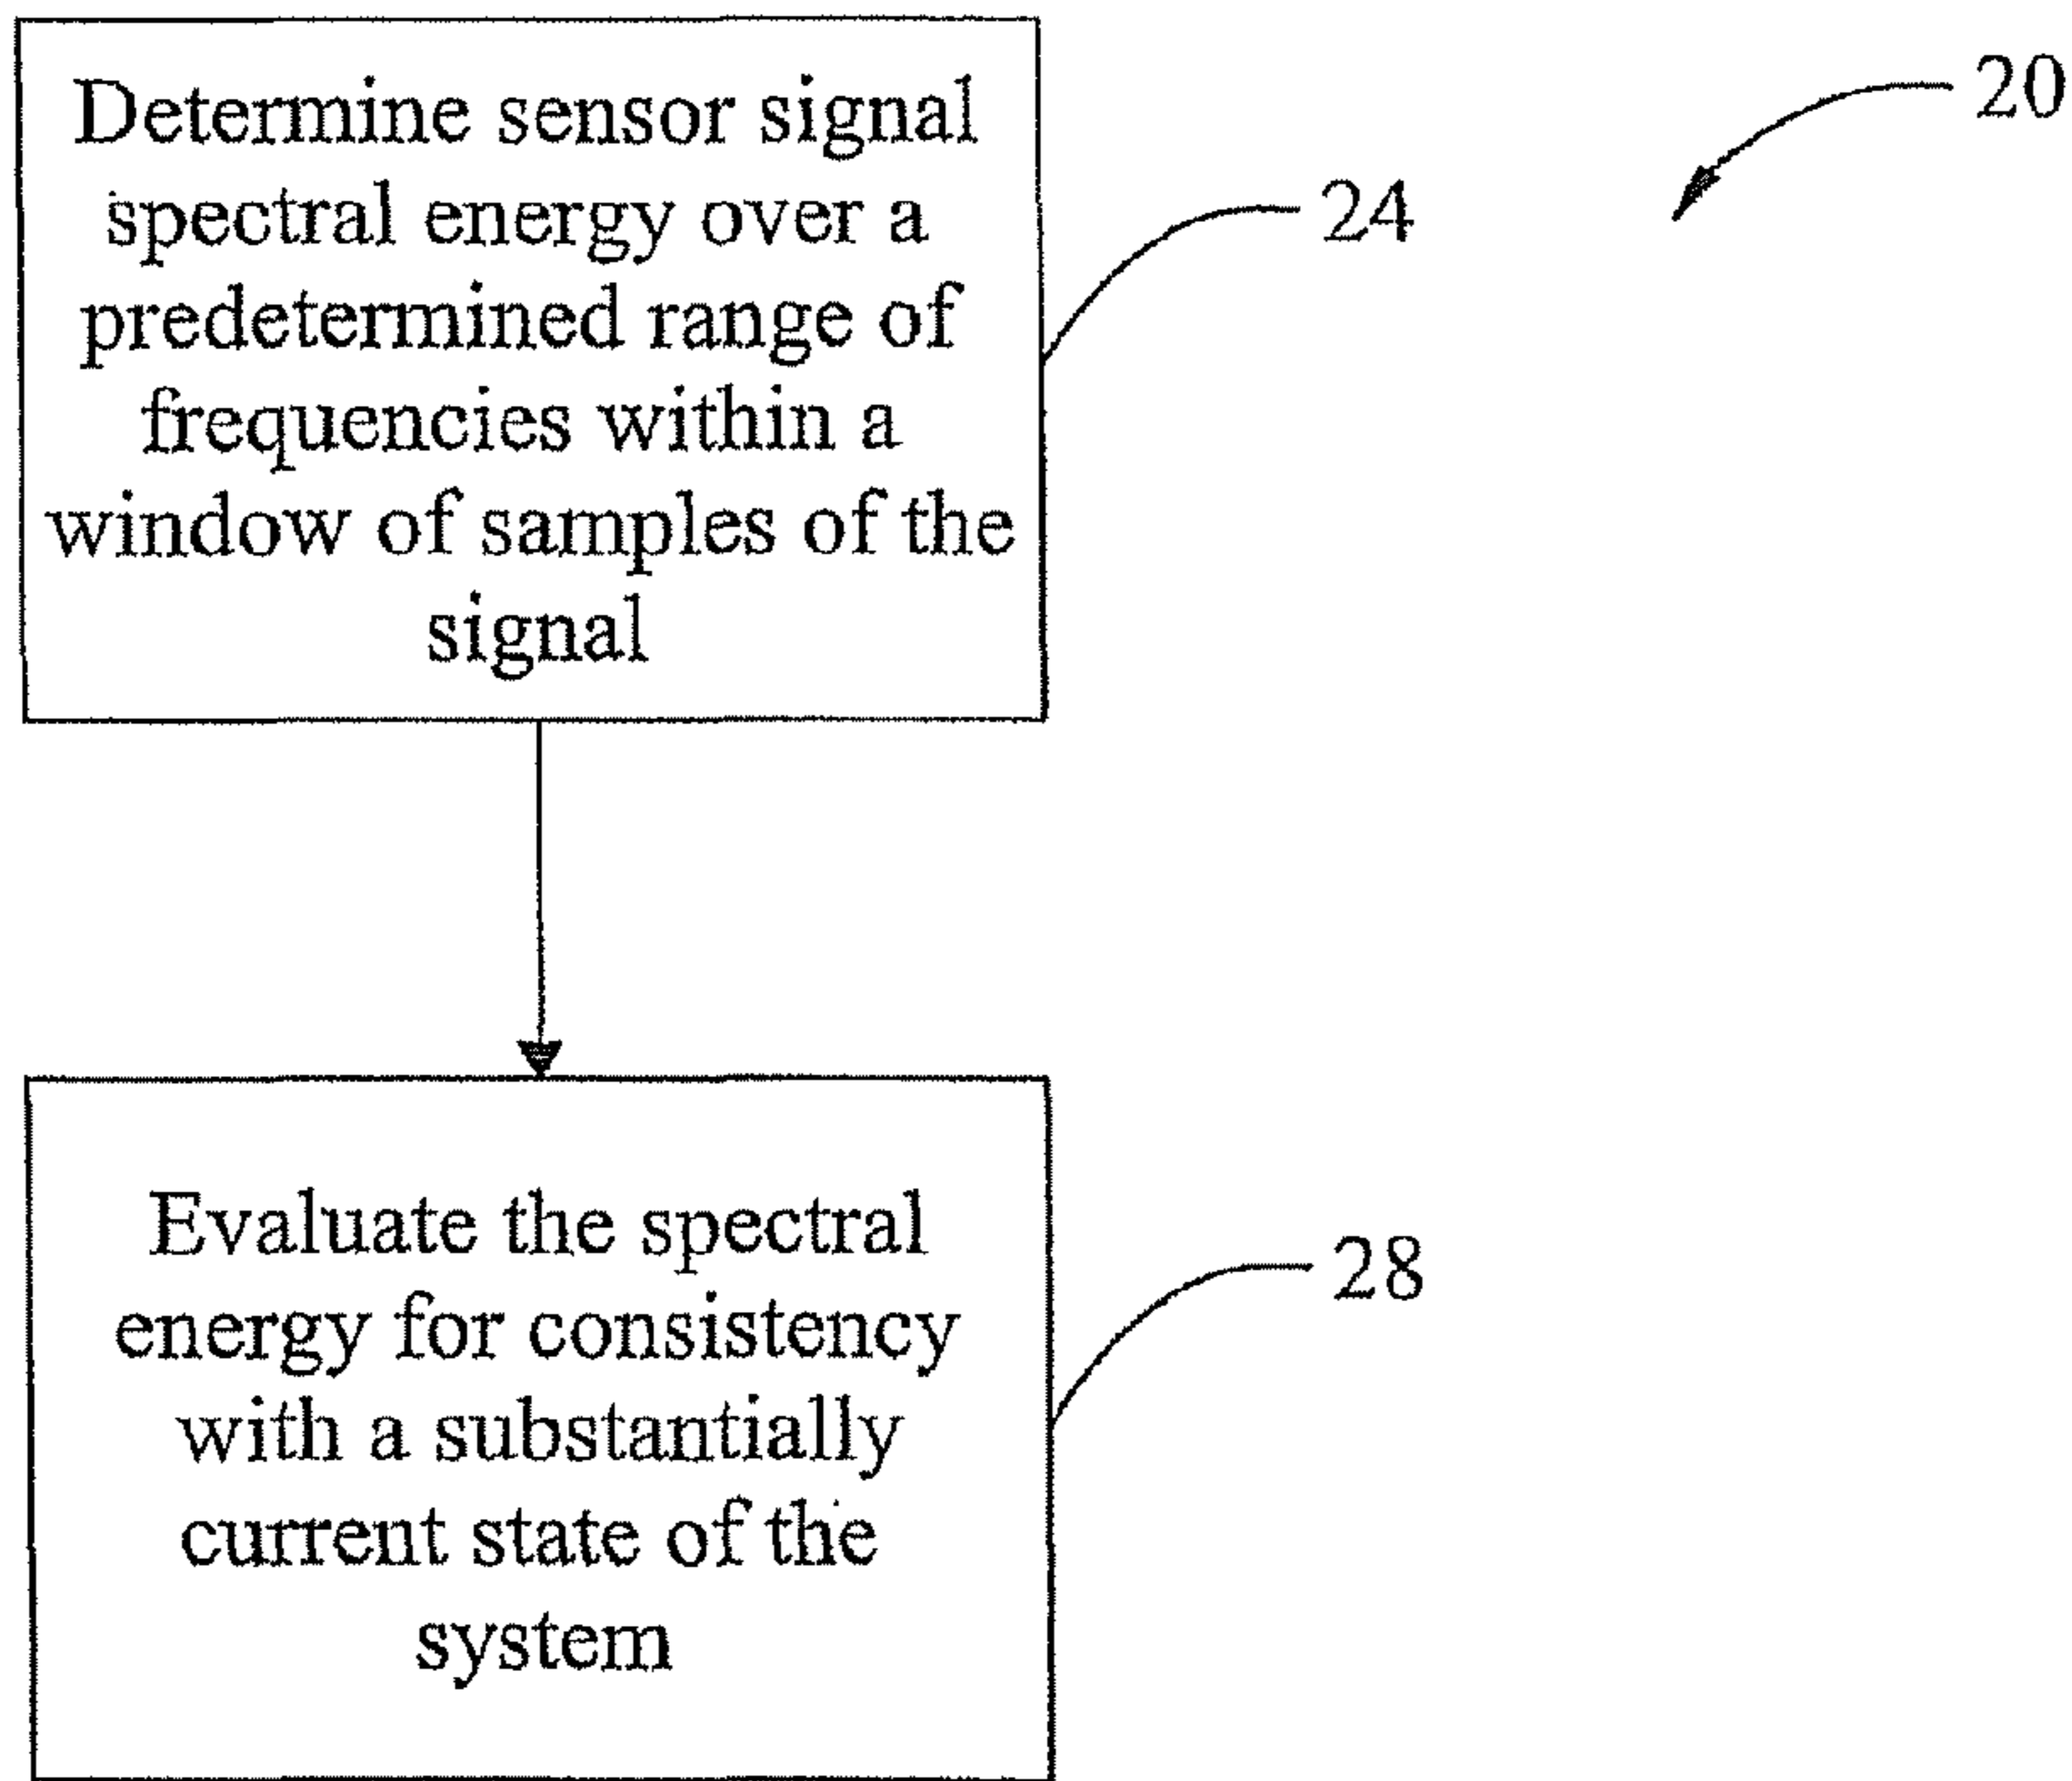 Determine sensor signal
spectral energy over a
predetermined range of
frequencies within a
window of samples of the
signal
20
24
Evaluate the spectral
energy for consistency
with a substantially
current state of the
system
28